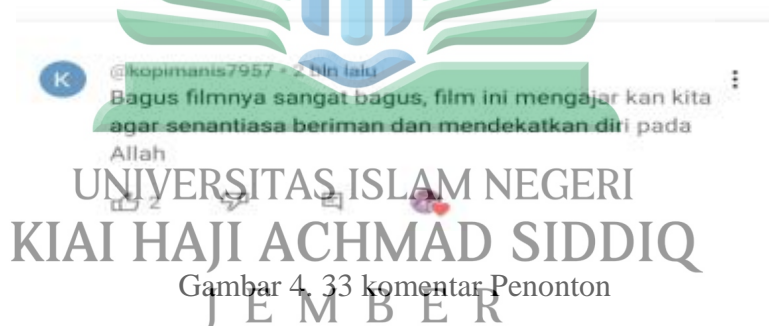 K
@kopimanis7957 • 2 bln lalu
Bagus filmnya sangat bagus, film ini mengajar kan kita
agar senantiasa beriman dan mendekatkan diri pada
Allah
2
UNIVERSITAS ISLAM NEGERI
KIAI HAJI ACHMAD SIDDIQ
Gambar 4. 33 komentar Penonton
J E M B E R